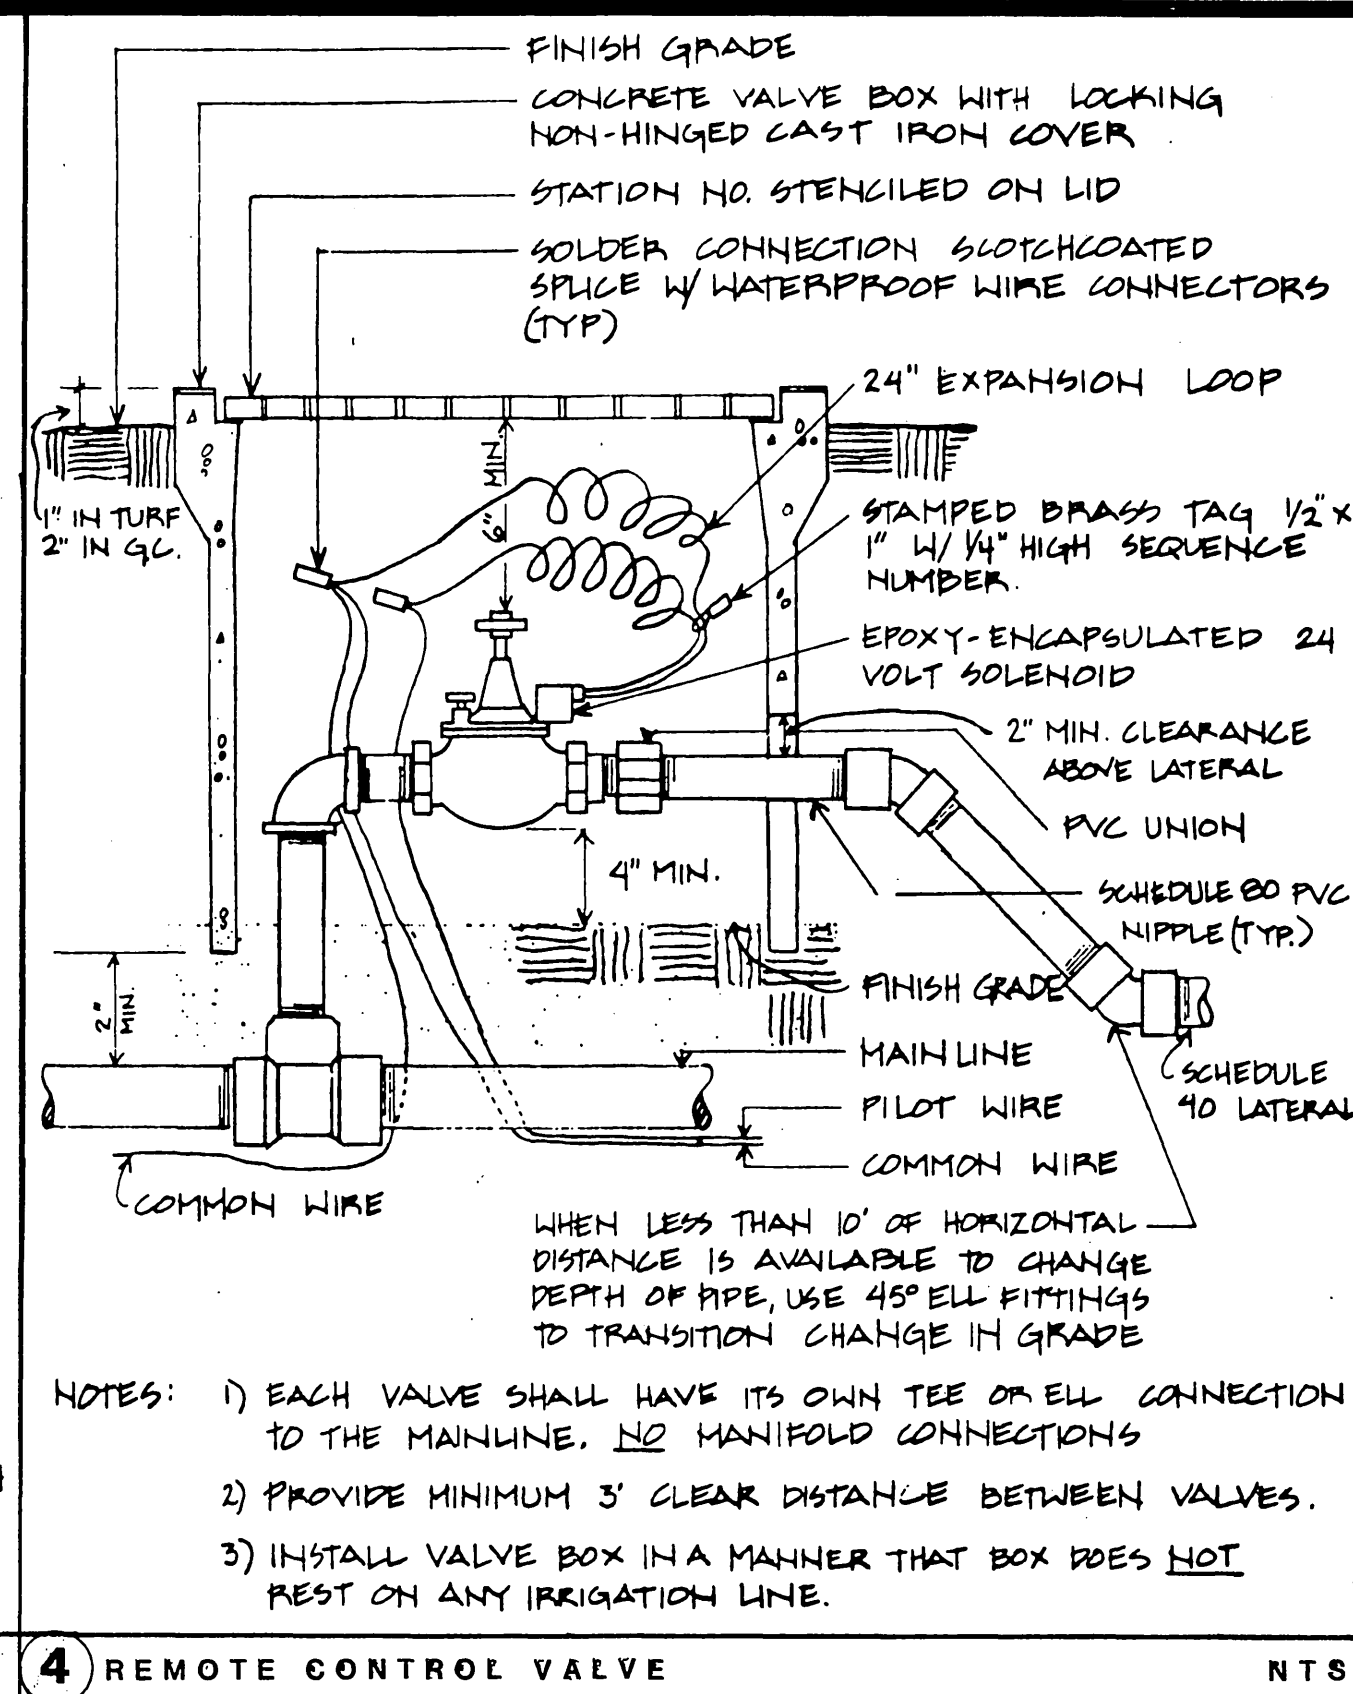 FINISH GRADE
CONCRETE VALVE BOX WITH LOCKING
NON-HINGED CAST IRON COVER
STATION NO. STENCILED ON LID
SOLDER CONNECTION SCOTCHCOATED
SPLICE W/ WATERPROOF WIRE CONNECTORS
(TYP)
24" EXPANSION LOOP
6" MIN.
1" IN TURF
2" IN G.C.
STAMPED BRASS TAG 1/2" X
1" W/ 1/4" HIGH SEQUENCE
NUMBER.
EPOXY-ENCAPSULATED 24
VOLT SOLENOID
2" MIN. CLEARANCE
ABOVE LATERAL
PVC UNION
4" MIN.
SCHEDULE 80 PVC
NIPPLE (TYP.)
FINISH GRADE
2" MIN
MAINLINE
SCHEDULE
40 LATERAL
PILOT WIRE
COMMON WIRE
COMMON WIRE
WHEN LESS THAN 10' OF HORIZONTAL
DISTANCE IS AVAILABLE TO CHANGE
DEPTH OF PIPE, USE 45° ELL FITTINGS
TO TRANSITION CHANGE IN GRADE
NOTES: 1) EACH VALVE SHALL HAVE ITS OWN TEE OR ELL CONNECTION
TO THE MAINLINE. NO MANIFOLD CONNECTIONS
2) PROVIDE MINIMUM 3' CLEAR DISTANCE BETWEEN VALVES.
3) INSTALL VALVE BOX IN A MANNER THAT BOX DOES NOT
REST ON ANY IRRIGATION LINE.
4 REMOTE CONTROL VALVE NTS